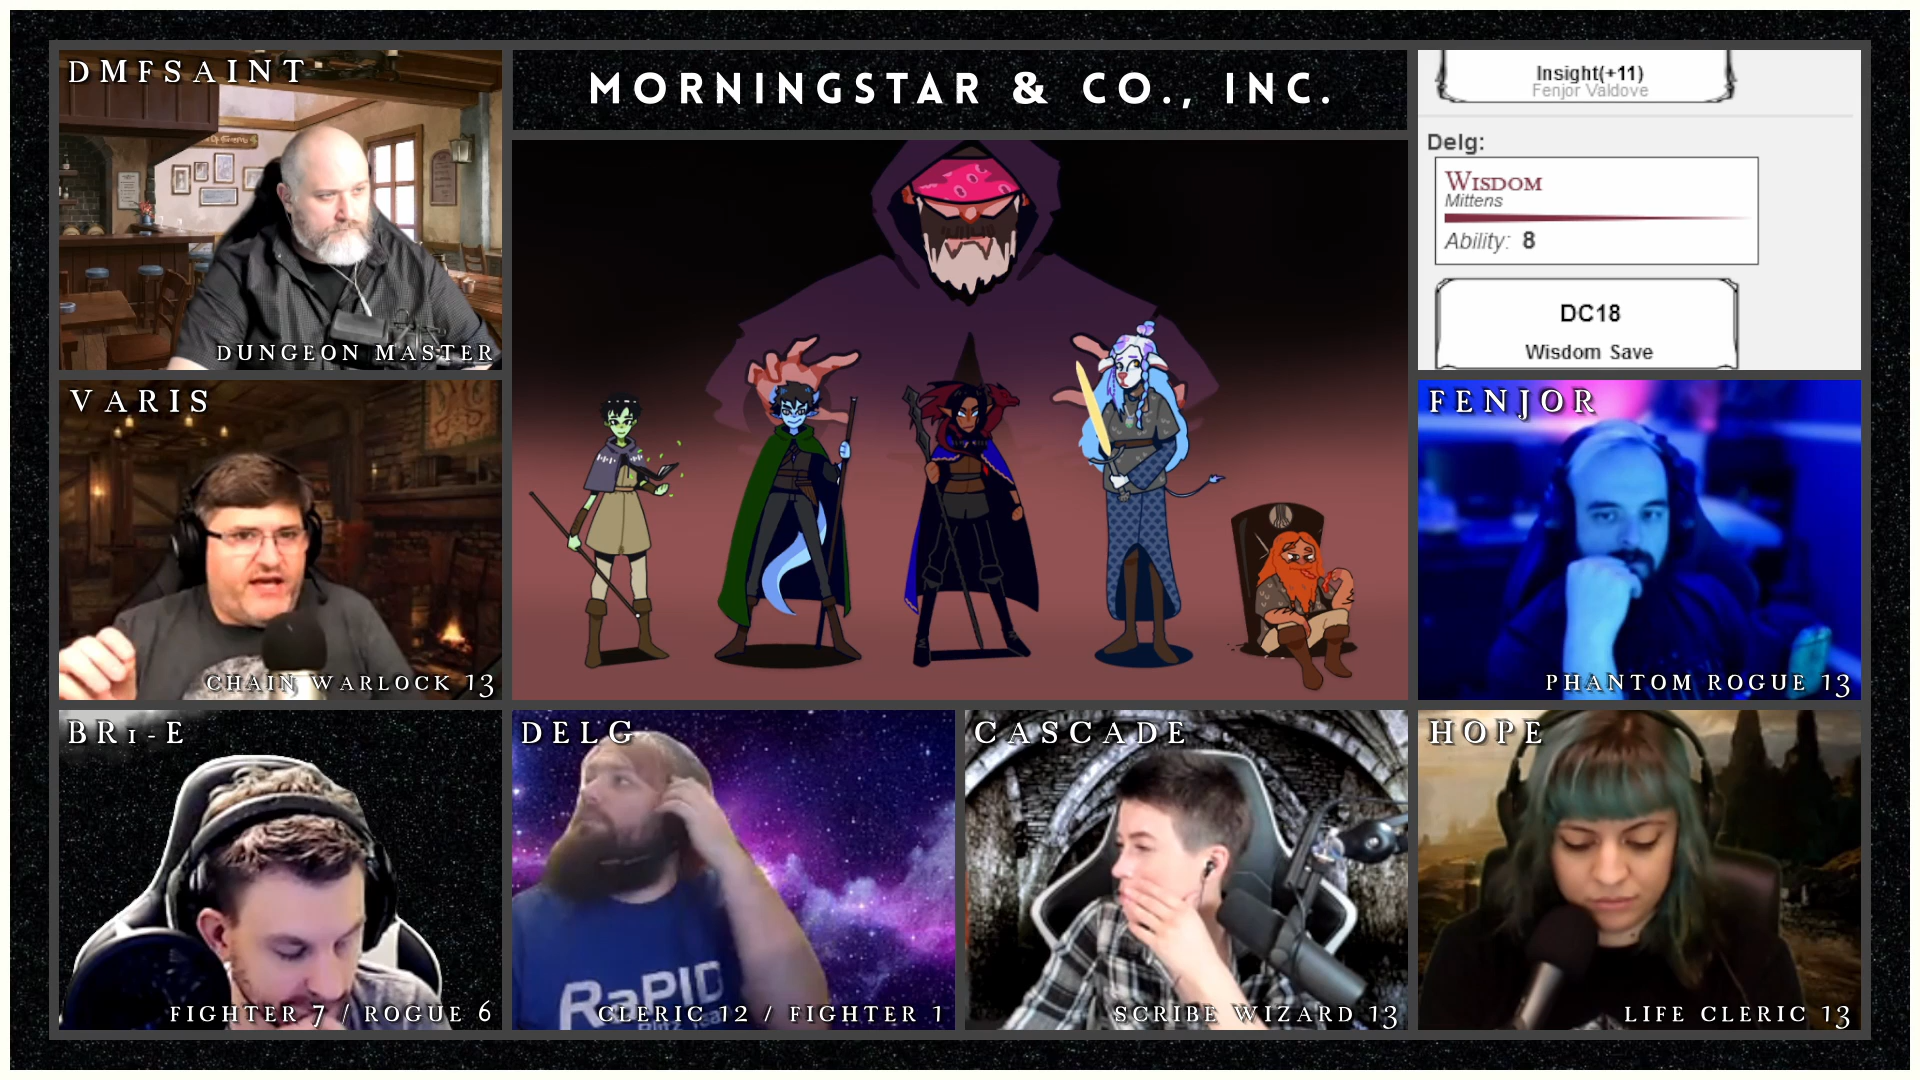 DMFSAINT
DUNGEON MASTER
MORNINGSTAR & CO., INC.
Insight(+11)
Fenjor Valdove
Delg:
WISDOM
Mittens
Ability: 8
DC18
Wisdom Save
VARIS
CHAIN WARLOCK 13
FENJOR
PHANTOM ROGUE 13
BR1-E
FIGHTER 7 / ROGUE 6
DELG
RaPID
CLERIC 12 / FIGHTER 1
CASCADE
SCRIBE WIZARD 13
HOPE
LIFE CLERIC 13